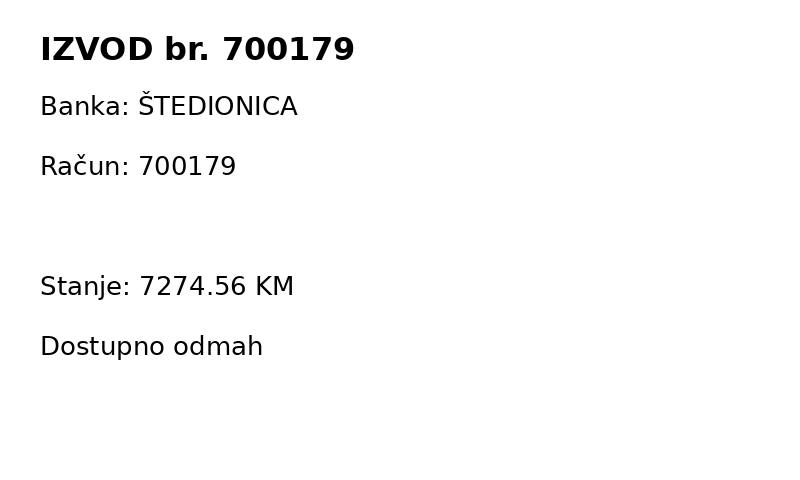 IZVOD br. 700179
Banka: ŠTEDIONICA
Račun: 700179
Stanje: 7274.56 KM
Dostupno odmah